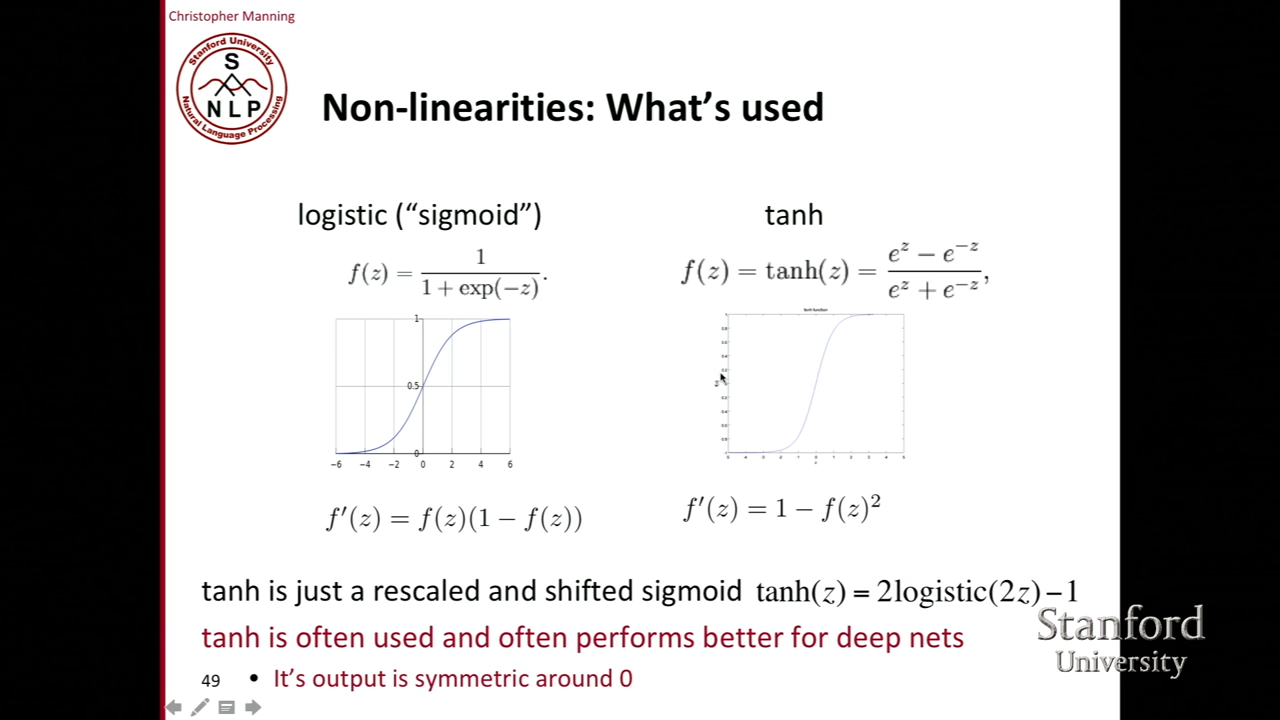 Christopher Manning
Stanford University
S
NLP
Natural Language Processing
Non-linearities: What's used
logistic (“sigmoid”)
tanh
f(z) = 1 / (1 + exp(−z)).
f(z) = tanh(z) = (e^z − e^−z) / (e^z + e^−z),
1
0.5
0
−6 −4 −2 0 2 4 6
f′(z) = f(z)(1 − f(z))
f′(z) = 1 − f(z)²
tanh is just a rescaled and shifted sigmoid tanh(z) = 2logistic(2z) − 1
tanh is often used and often performs better for deep nets
49 • It's output is symmetric around 0
Stanford
University